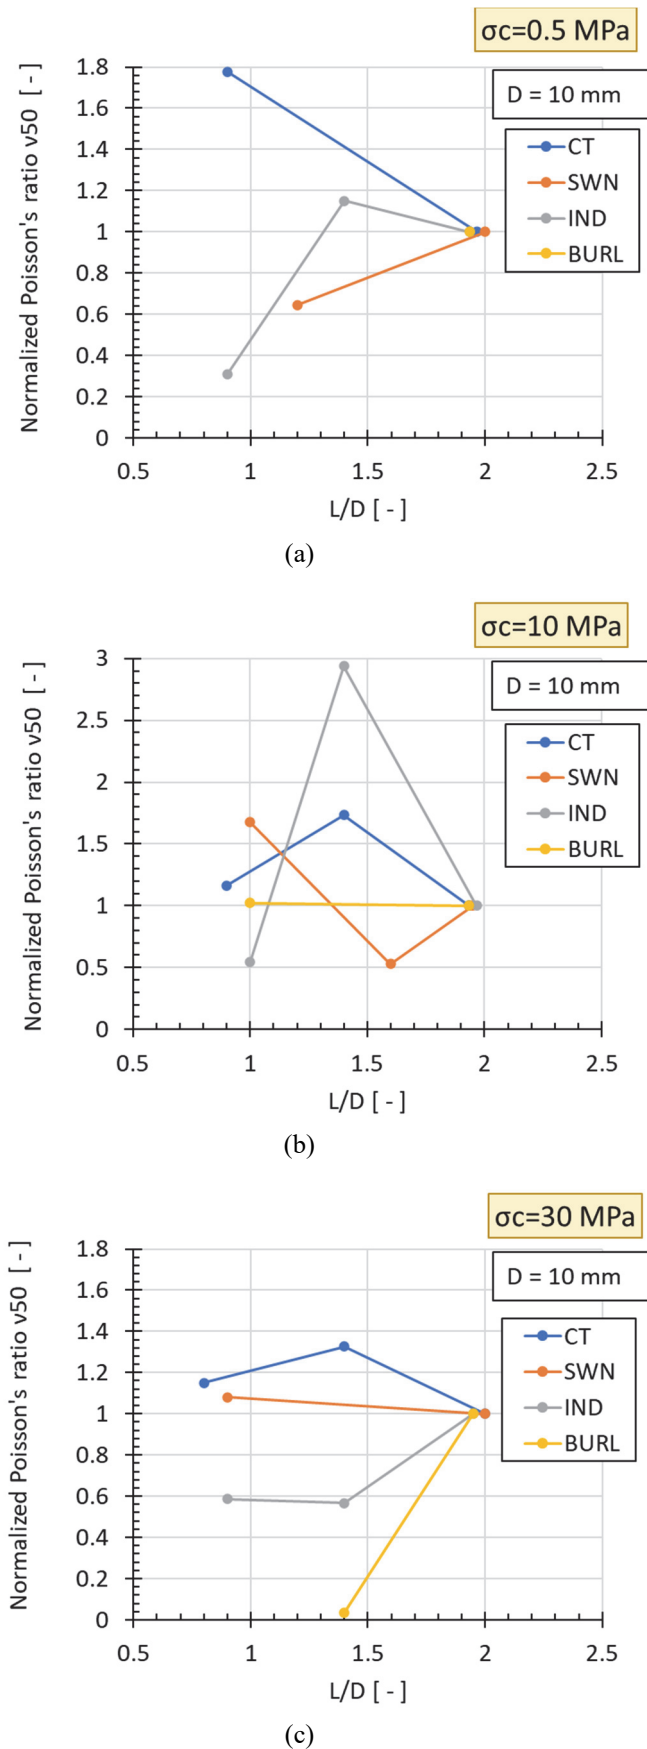 σc=0.5 MPa
D = 10 mm
CT
SWN
IND
BURL
Normalized Poisson's ratio v50 [ - ]
1.8
1.6
1.4
1.2
1
0.8
0.6
0.4
0.2
0
0.5 1 1.5 2 2.5
L/D [ - ]
(a)
σc=10 MPa
D = 10 mm
CT
SWN
IND
BURL
Normalized Poisson's ratio v50 [ - ]
3
2.5
2
1.5
1
0.5
0
0.5 1 1.5 2 2.5
L/D [ - ]
(b)
σc=30 MPa
D = 10 mm
CT
SWN
IND
BURL
Normalized Poisson's ratio v50 [ - ]
1.8
1.6
1.4
1.2
1
0.8
0.6
0.4
0.2
0
0.5 1 1.5 2 2.5
L/D [ - ]
(c)